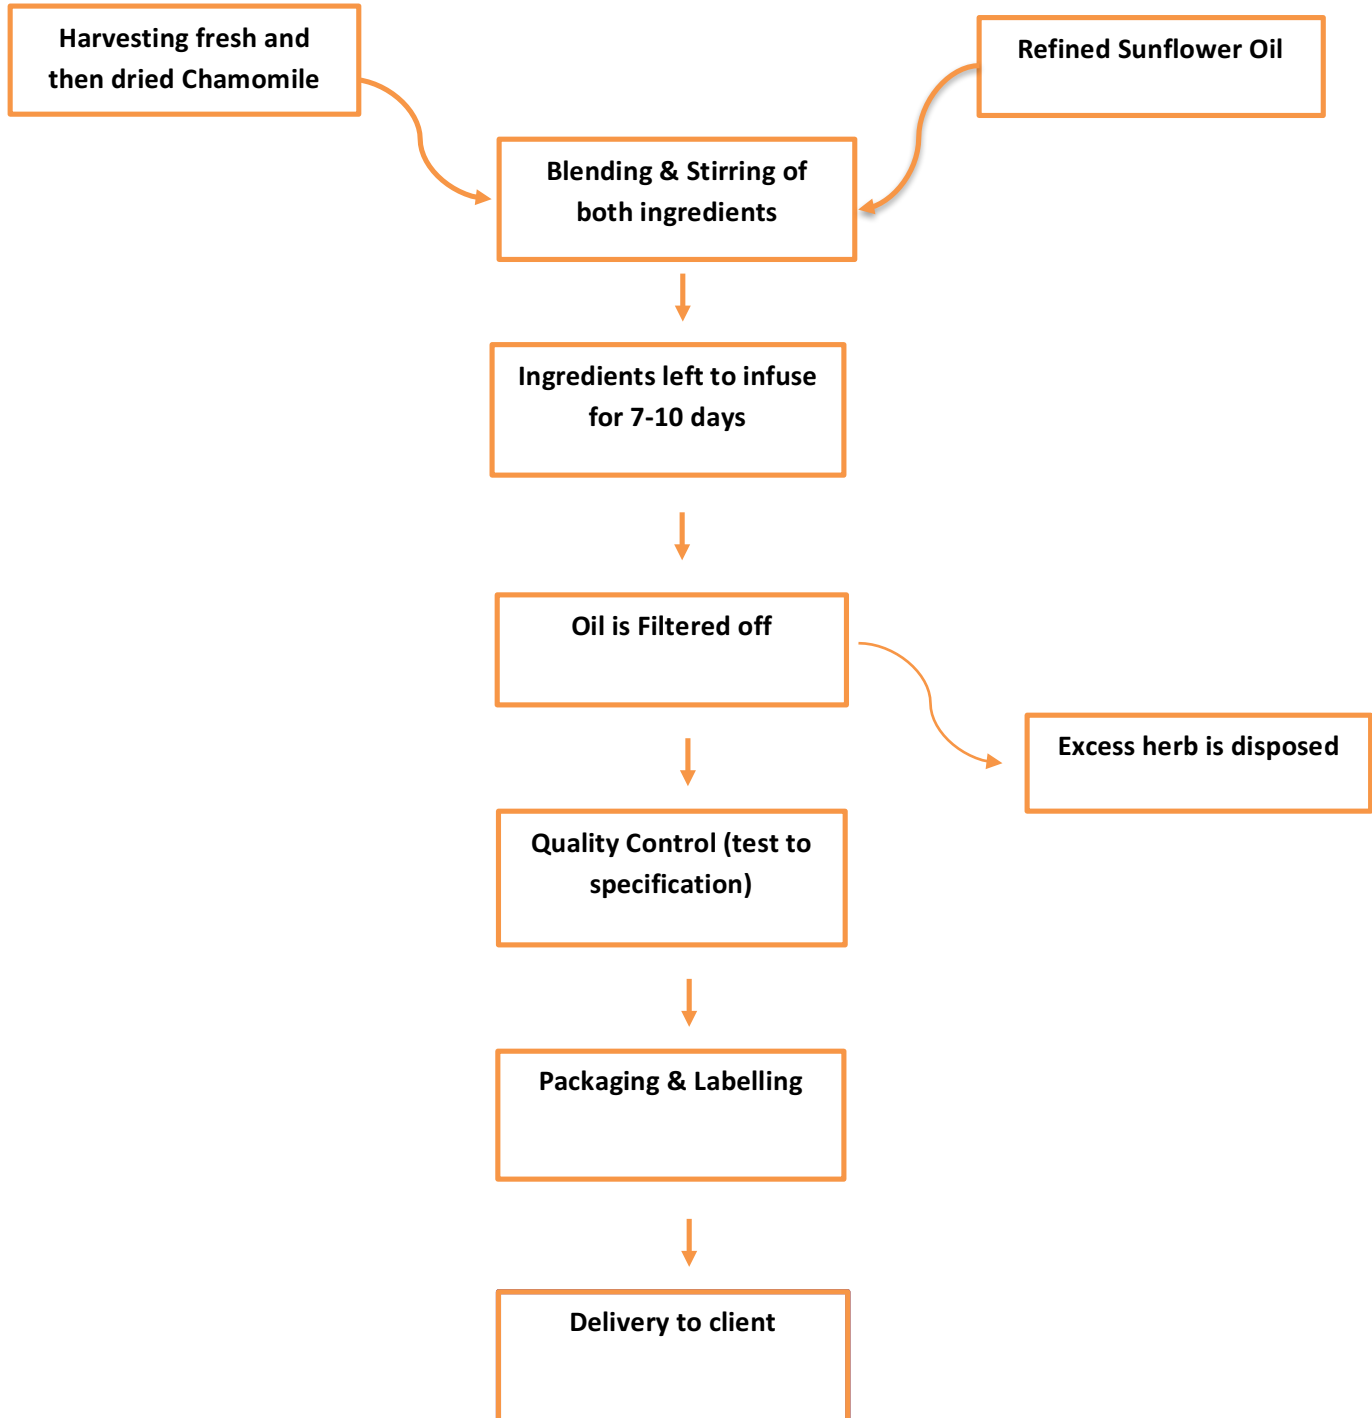 Harvesting fresh and
then dried Chamomile
Refined Sunflower Oil
Blending & Stirring of
both ingredients
Ingredients left to infuse
for 7-10 days
Oil is Filtered off
Excess herb is disposed
Quality Control (test to
specification)
Packaging & Labelling
Delivery to client